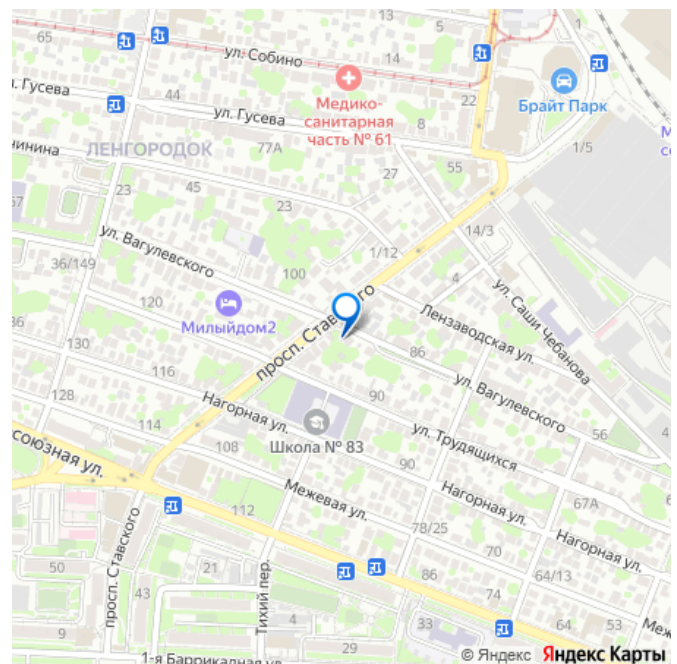 65
ул. Собино
14
13
5
1
Медико-
санитарная
часть № 61
22
Брайт Парк
. Гусева
44
ул. Гусева
8
1/5
нинина
ЛЕНГОРОДОК
77А
55
27
23
45
23
57
ул. Вагулевского
1/12
14/3
36/149
100
4
ул. Саши Чебанова
120
Милыйдом2
просп. Ставского
Лензаводская ул.
86
130
86
116
ул. Вагулевского
90
128
Нагорная ул.
56
4
Школа № 83
ул. Трудящихся
108
союзная ул.
90
67А
Межевая ул.
Нагорная ул.
112
78/25
Нагорная ул.
просп. Ставского
70
50
21
86
64/13
43
Тихий пер.
74
Меж
4
33
64
53
9
29
1-я Баррикадная ул.
© Яндекс Яндекс Карты